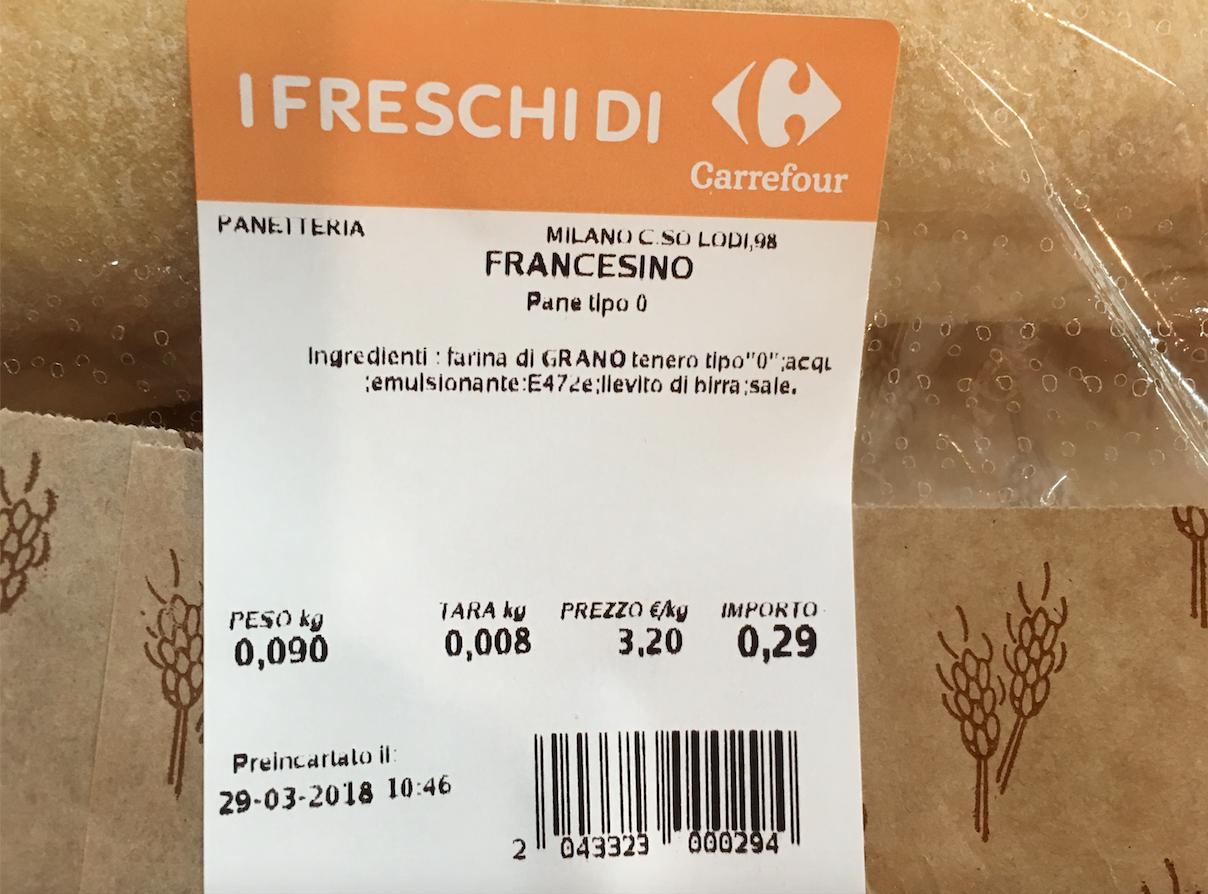 I FRESCHI DI
Carrefour
PANETTERIA
MILANO C.SO LODI,98
FRANCESINO
Pane tipo 0
Ingredienti : farina di GRANO tenero tipo"0";acqu
;emulsionante:E472e;lievito di birra;sale.
PESO kg TARA kg PREZZO €/kg IMPORTO
0,090 0,008 3,20 0,29
Preincartato il:
29-03-2018 10:46
2 043323 000294